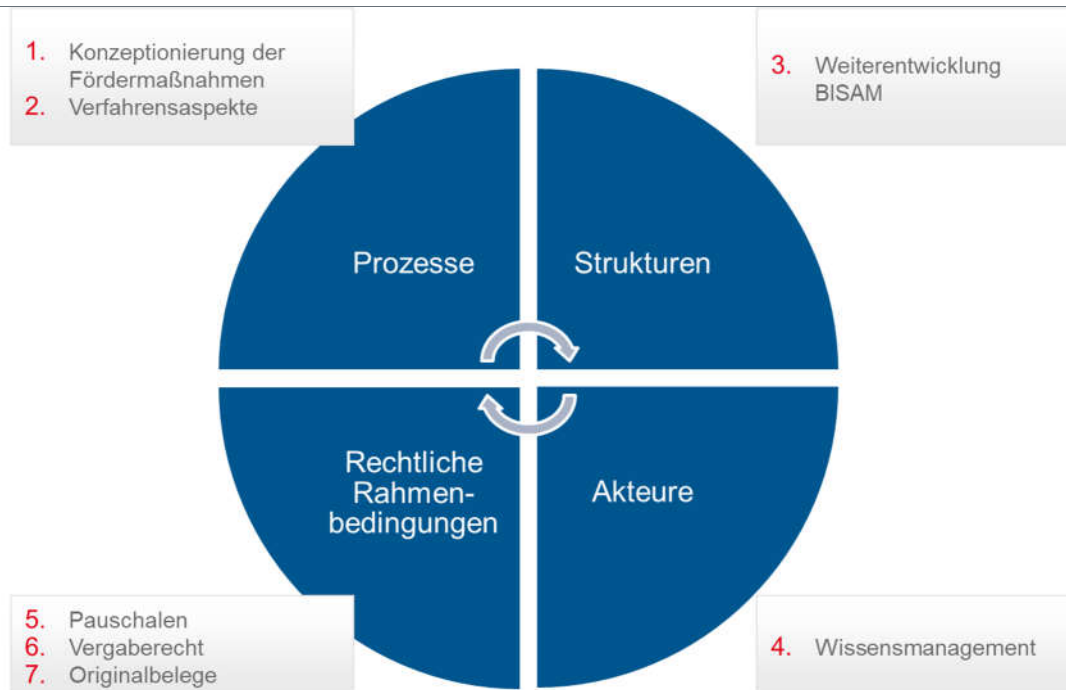 1. Konzeptionierung der
Fördermaßnahmen
2. Verfahrensaspekte
3. Weiterentwicklung
BISAM
Prozesse
Strukturen
Rechtliche
Rahmen-
bedingungen
Akteure
5. Pauschalen
6. Vergaberecht
7. Originalbelege
4. Wissensmanagement